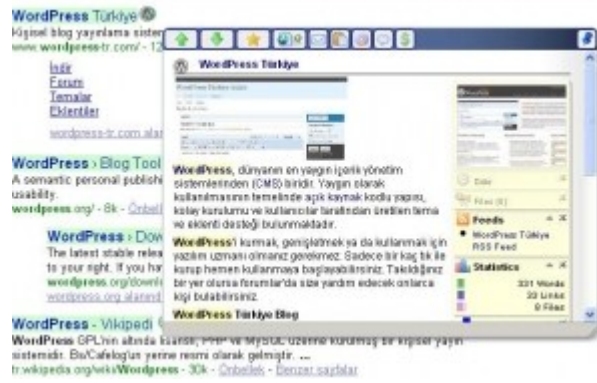 WordPress Türkiye
Kişisel blog yayınlama sister
www.wordpress-tr.com/ - 12
İndir
Forum
Temalar
Eklentiler
wordpress-tr.com alan
WordPress › Blog Tool
A semantic personal publishi
usability.
wordpress.org/ - 8k - Önbell
WordPress › Dow
The latest stable relea
to your right. If you hav
wordpress.org/downl
wordpress.org alanınd
WordPress - Vikipedi
WordPress GPL'nin altında lisanslı, PHP ve MySQL üzerine kurulmuş bir kişisel yayın
sistemidir. B2/Cafelog'un yerine resmi olarak gelmiştir. ...
tr.wikipedia.org/wiki/Wordpress - 30k - Önbellek - Benzer sayfalar
WordPress Türkiye
WordPress, dünyanın en yaygın içerik yönetim
sistemlerinden (CMS) biridir. Yaygın olarak
kullanılmasının temelinde açık kaynak kodlu yapısı,
kolay kurulumu ve kullanıcılar tarafından üretilen tema
ve eklenti desteği bulunmaktadır.
WordPress'i kurmak, genişletmek ya da kullanmak için
yazılım uzmanı olmanız gerekmez. Sadece bir kaç tık ile
kurup hemen kullanmaya başlayabilirsiniz. Takıldığınız
bir yer olursa forumlar'da size yardım edecek onlarca
kişi bulabilirsiniz.
WordPress Türkiye Blog
Files (8)
Feeds
WordPress Türkiye
RSS Feed
Statistics
331 Words
33 Links
8 Files